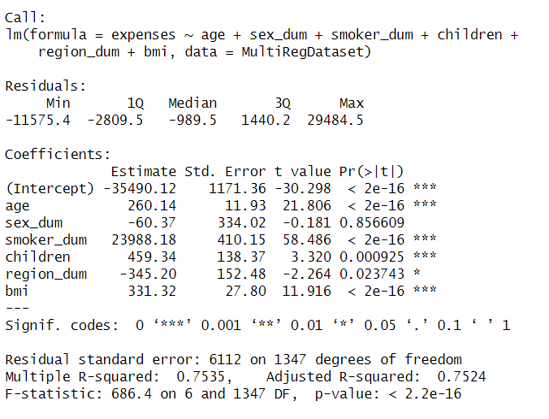 Call:
lm(formula = expenses ~ age + sex_dum + smoker_dum + children +
    region_dum + bmi, data = MultiRegDataset)
Residuals:
     Min       1Q   Median       3Q      Max
-11575.4  -2809.5   -989.5   1440.2  29484.5
Coefficients:
             Estimate Std. Error t value Pr(>|t|)
(Intercept) -35490.12    1171.36 -30.298  < 2e-16 ***
age            260.14      11.93  21.806  < 2e-16 ***
sex_dum        -60.37     334.02  -0.181 0.856609
smoker_dum   23988.18     410.15  58.486  < 2e-16 ***
children       459.34     138.37   3.320 0.000925 ***
region_dum    -345.20     152.48  -2.264 0.023743 *
bmi            331.32      27.80  11.916  < 2e-16 ***
---
Signif. codes:  0 ‘***’ 0.001 ‘**’ 0.01 ‘*’ 0.05 ‘.’ 0.1 ‘ ’ 1
Residual standard error: 6112 on 1347 degrees of freedom
Multiple R-squared:  0.7535,    Adjusted R-squared:  0.7524
F-statistic: 686.4 on 6 and 1347 DF,  p-value: < 2.2e-16